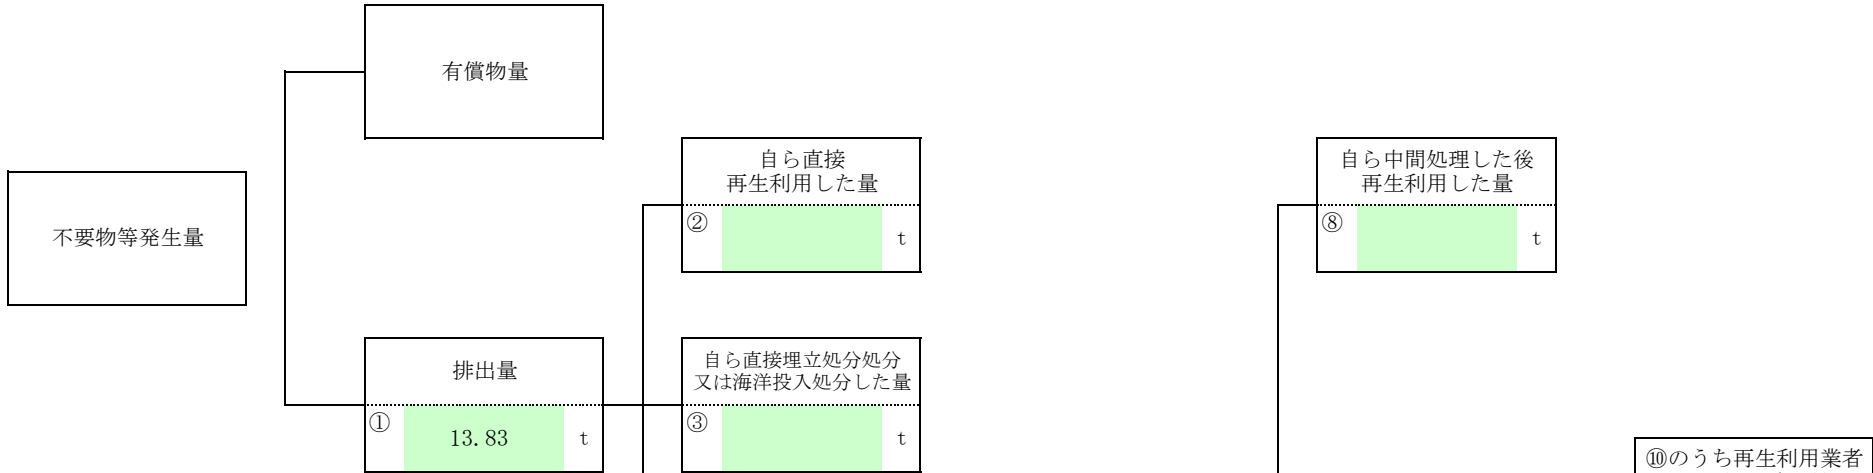 有償物量
自ら直接
再生利用した量
② t
自ら中間処理した後
再生利用した量
⑧ t
不要物等発生量
排出量
① 13.83 t
自ら直接埋立処分処分
又は海洋投入処分した量
③ t
⑩のうち再生利用業者